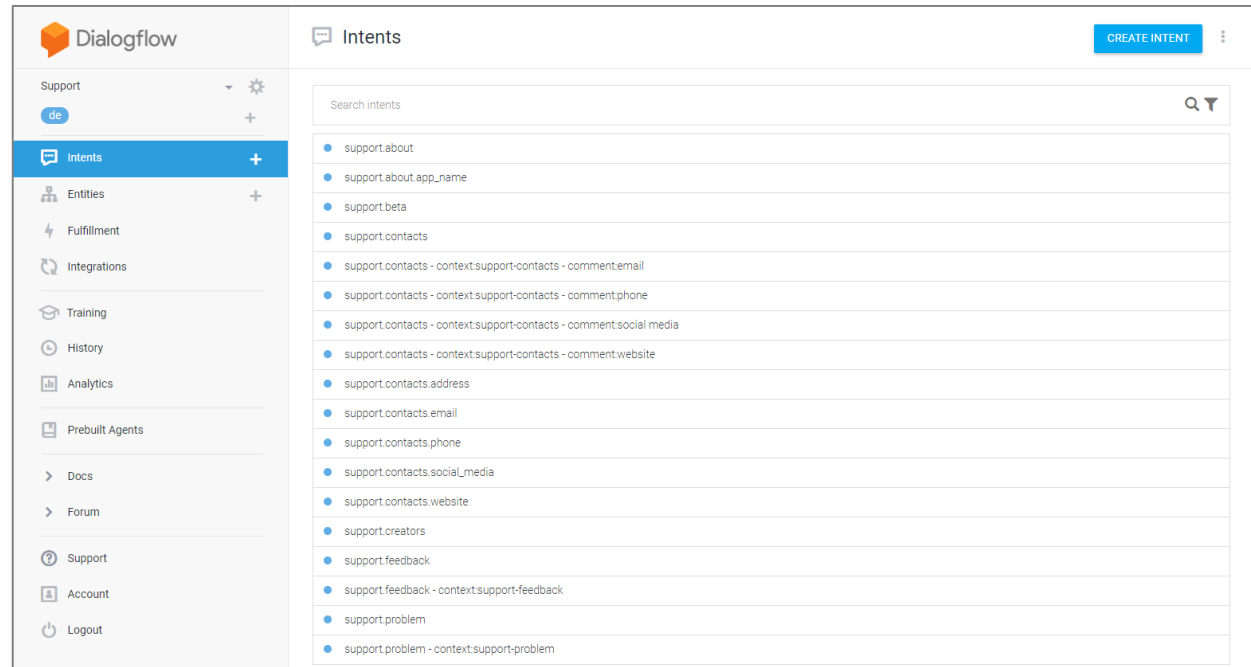 Dialogflow
Support
de
Intents
Entities
Fulfillment
Integrations
Training
History
Analytics
Prebuilt Agents
Docs
Forum
Support
Account
Logout
Intents
CREATE INTENT
Search intents
support.about
support.about.app_name
support.beta
support.contacts
support.contacts - context:support-contacts - comment:email
support.contacts - context:support-contacts - comment:phone
support.contacts - context:support-contacts - comment:social media
support.contacts - context:support-contacts - comment:website
support.contacts.address
support.contacts.email
support.contacts.phone
support.contacts.social_media
support.contacts.website
support.creators
support.feedback
support.feedback - context:support-feedback
support.problem
support.problem - context:support-problem